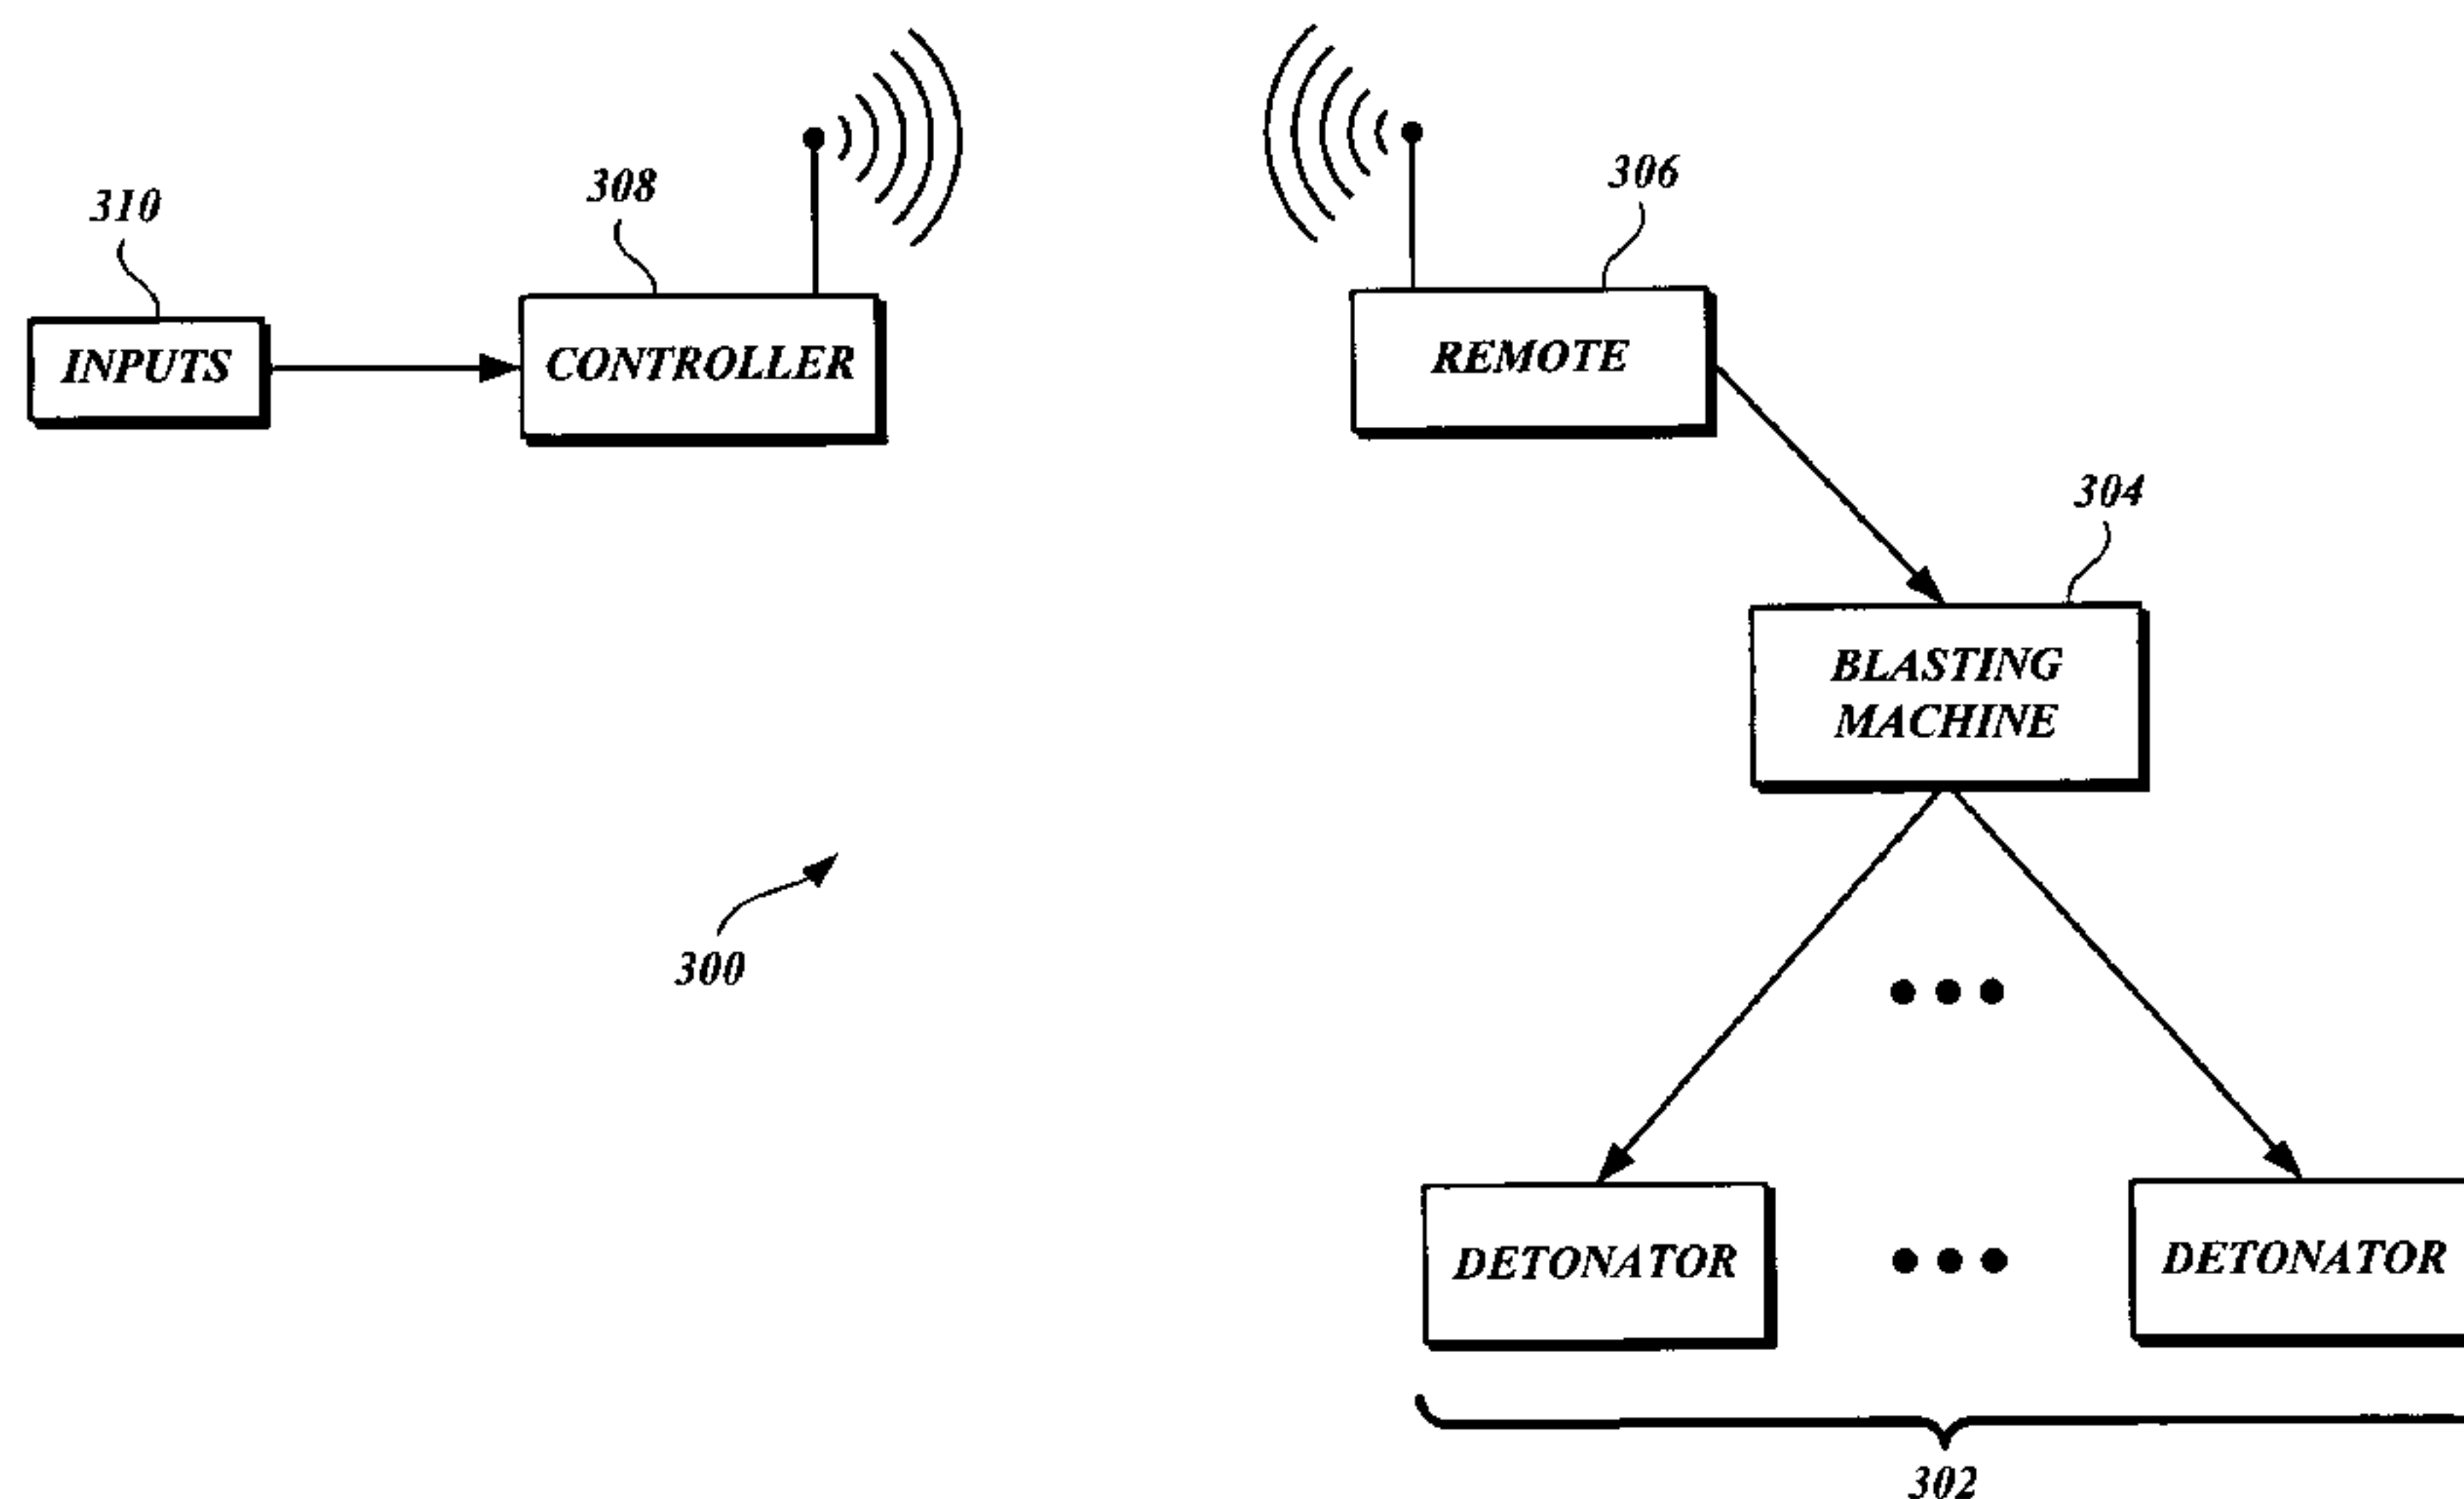 310
308
306
INPUTS
CONTROLLER
REMOTE
304
BLASTING
MACHINE
300
DETONATOR
DETONATOR
302